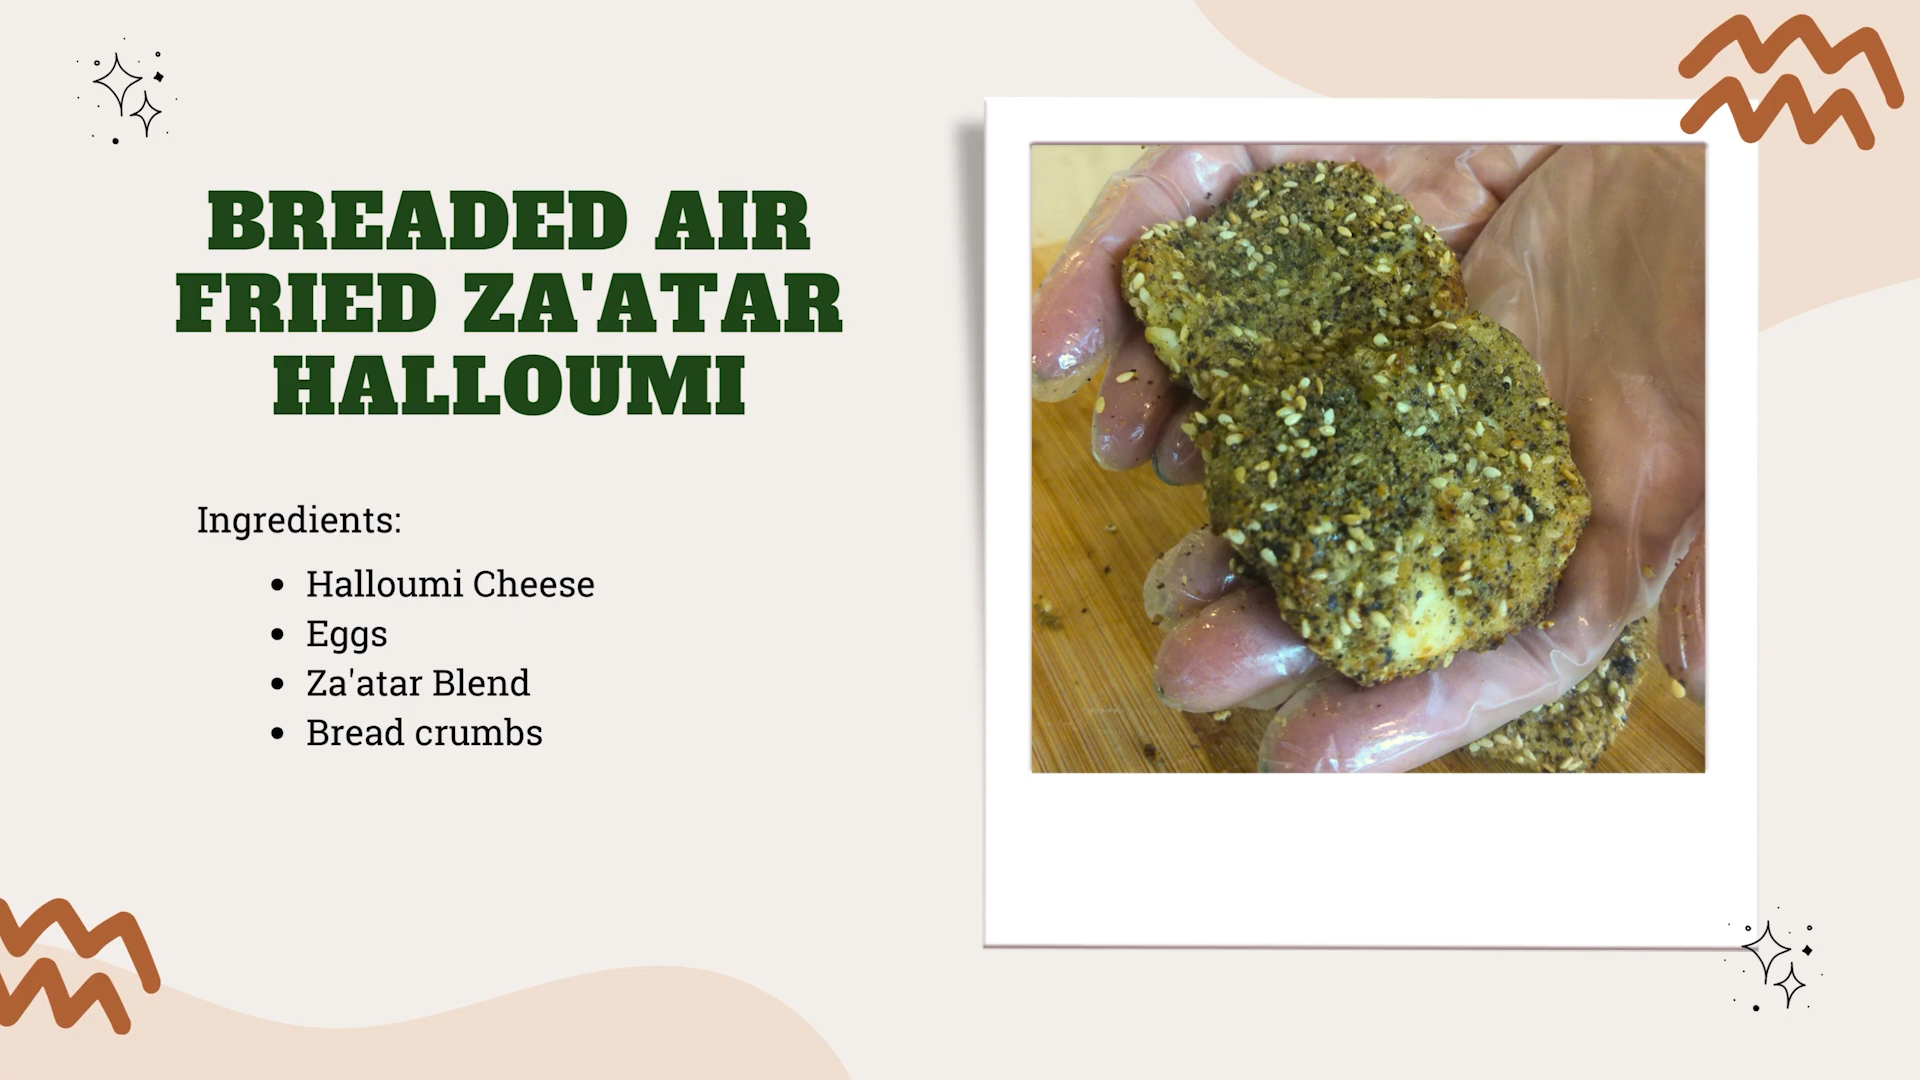 BREADED AIR
FRIED ZA'ATAR
HALLOUMI
Ingredients:
• Halloumi Cheese
• Eggs
• Za'atar Blend
• Bread crumbs